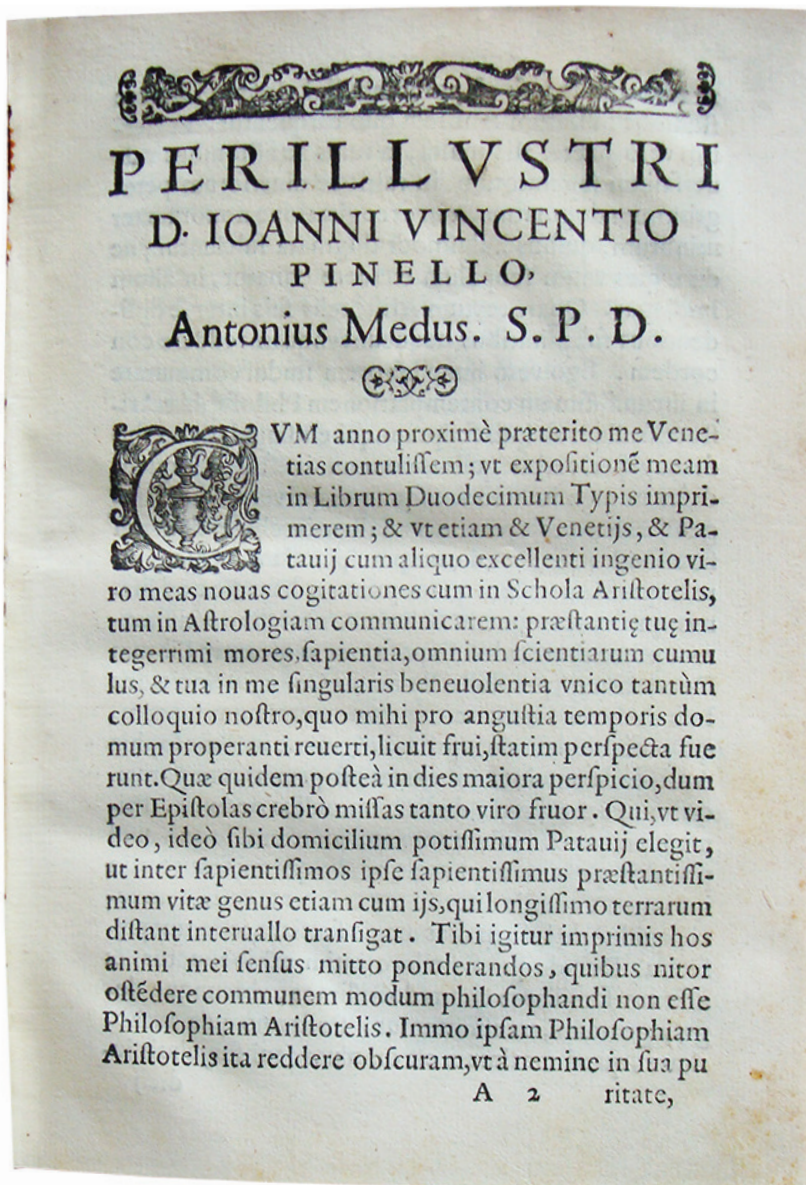 PERILLVSTRI
D. IOANNI VINCENTIO
PINELLO,
Antonius Medus. S. P. D.
CVM anno proximè præterito me Vene-
tias contulissem; vt expositionē meam
in Librum Duodecimum Typis impri-
merem; & vt etiam & Venetijs, & Pa-
tauij cum aliquo excellenti ingenio vi-
ro meas nouas cogitationes cum in Schola Aristotelis,
tum in Astrologiam communicarem: præstantię tuę in-
tegerrimi mores, sapientia, omnium scientiarum cumu
lus, & tua in me singularis beneuolentia vnico tantùm
colloquio nostro, quo mihi pro angustia temporis do-
mum properanti reuerti, licuit frui, statim perspecta fue
runt. Quæ quidem posteà in dies maiora perspicio, dum
per Epistolas crebrò missas tanto viro fruor. Qui, vt vi-
deo, ideò sibi domicilium potissimum Patauij elegit,
ut inter sapientissimos ipse sapientissimus præstantissi-
mum vitæ genus etiam cum ijs, qui longissimo terrarum
distant interuallo transigat. Tibi igitur imprimis hos
animi mei sensus mitto ponderandos, quibus nitor
ostēdere communem modum philosophandi non esse
Philosophiam Aristotelis. Immo ipsam Philosophiam
Aristotelis ita reddere obscuram, vt à nemine in sua pu
A 2 ritate,